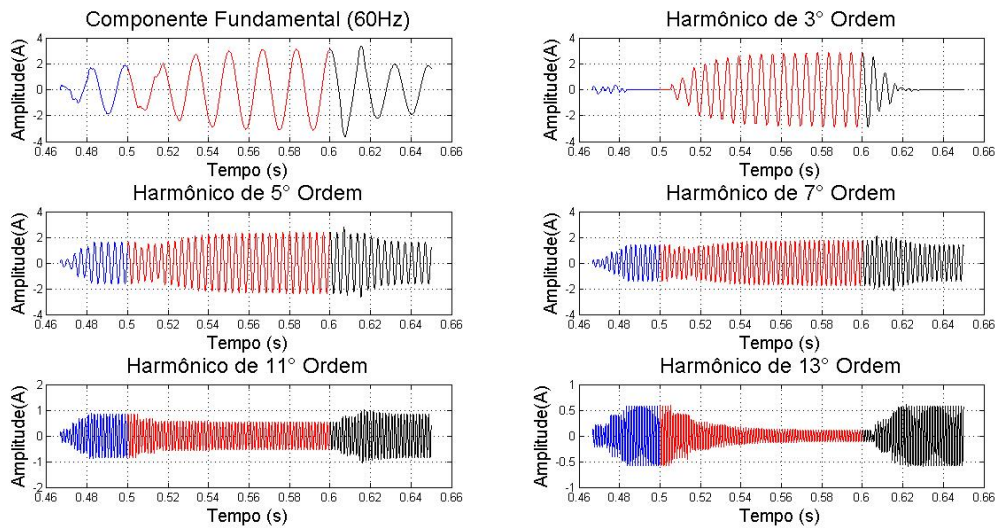 Componente Fundamental (60Hz)
Amplitude(A)
4
2
0
-2
-4
0.46 0.48 0.5 0.52 0.54 0.56 0.58 0.6 0.62 0.64 0.66
Tempo (s)
Harmônico de 3° Ordem
Amplitude(A)
4
2
0
-2
-4
0.46 0.48 0.5 0.52 0.54 0.56 0.58 0.6 0.62 0.64 0.66
Tempo (s)
Harmônico de 5° Ordem
Amplitude(A)
4
2
0
-2
-4
0.46 0.48 0.5 0.52 0.54 0.56 0.58 0.6 0.62 0.64 0.66
Tempo (s)
Harmônico de 7° Ordem
Amplitude(A)
4
2
0
-2
-4
0.46 0.48 0.5 0.52 0.54 0.56 0.58 0.6 0.62 0.64 0.66
Tempo (s)
Harmônico de 11° Ordem
Amplitude(A)
2
1
0
-1
-2
0.46 0.48 0.5 0.52 0.54 0.56 0.58 0.6 0.62 0.64 0.66
Tempo (s)
Harmônico de 13° Ordem
Amplitude(A)
1
0.5
0
-0.5
-1
0.46 0.48 0.5 0.52 0.54 0.56 0.58 0.6 0.62 0.64 0.66
Tempo (s)